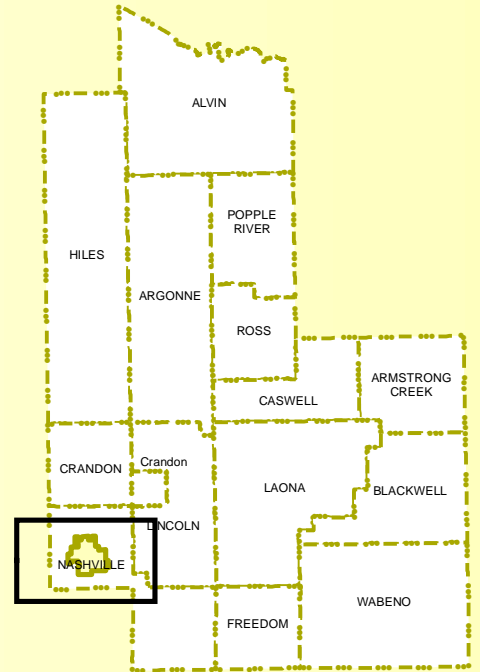 ALVIN
POPPLE
RIVER
HILES
ARGONNE
ROSS
ARMSTRONG
CREEK
CASWELL
CRANDON
Crandon
LAONA
BLACKWELL
LINCOLN
NASHVILLE
WABENO
FREEDOM